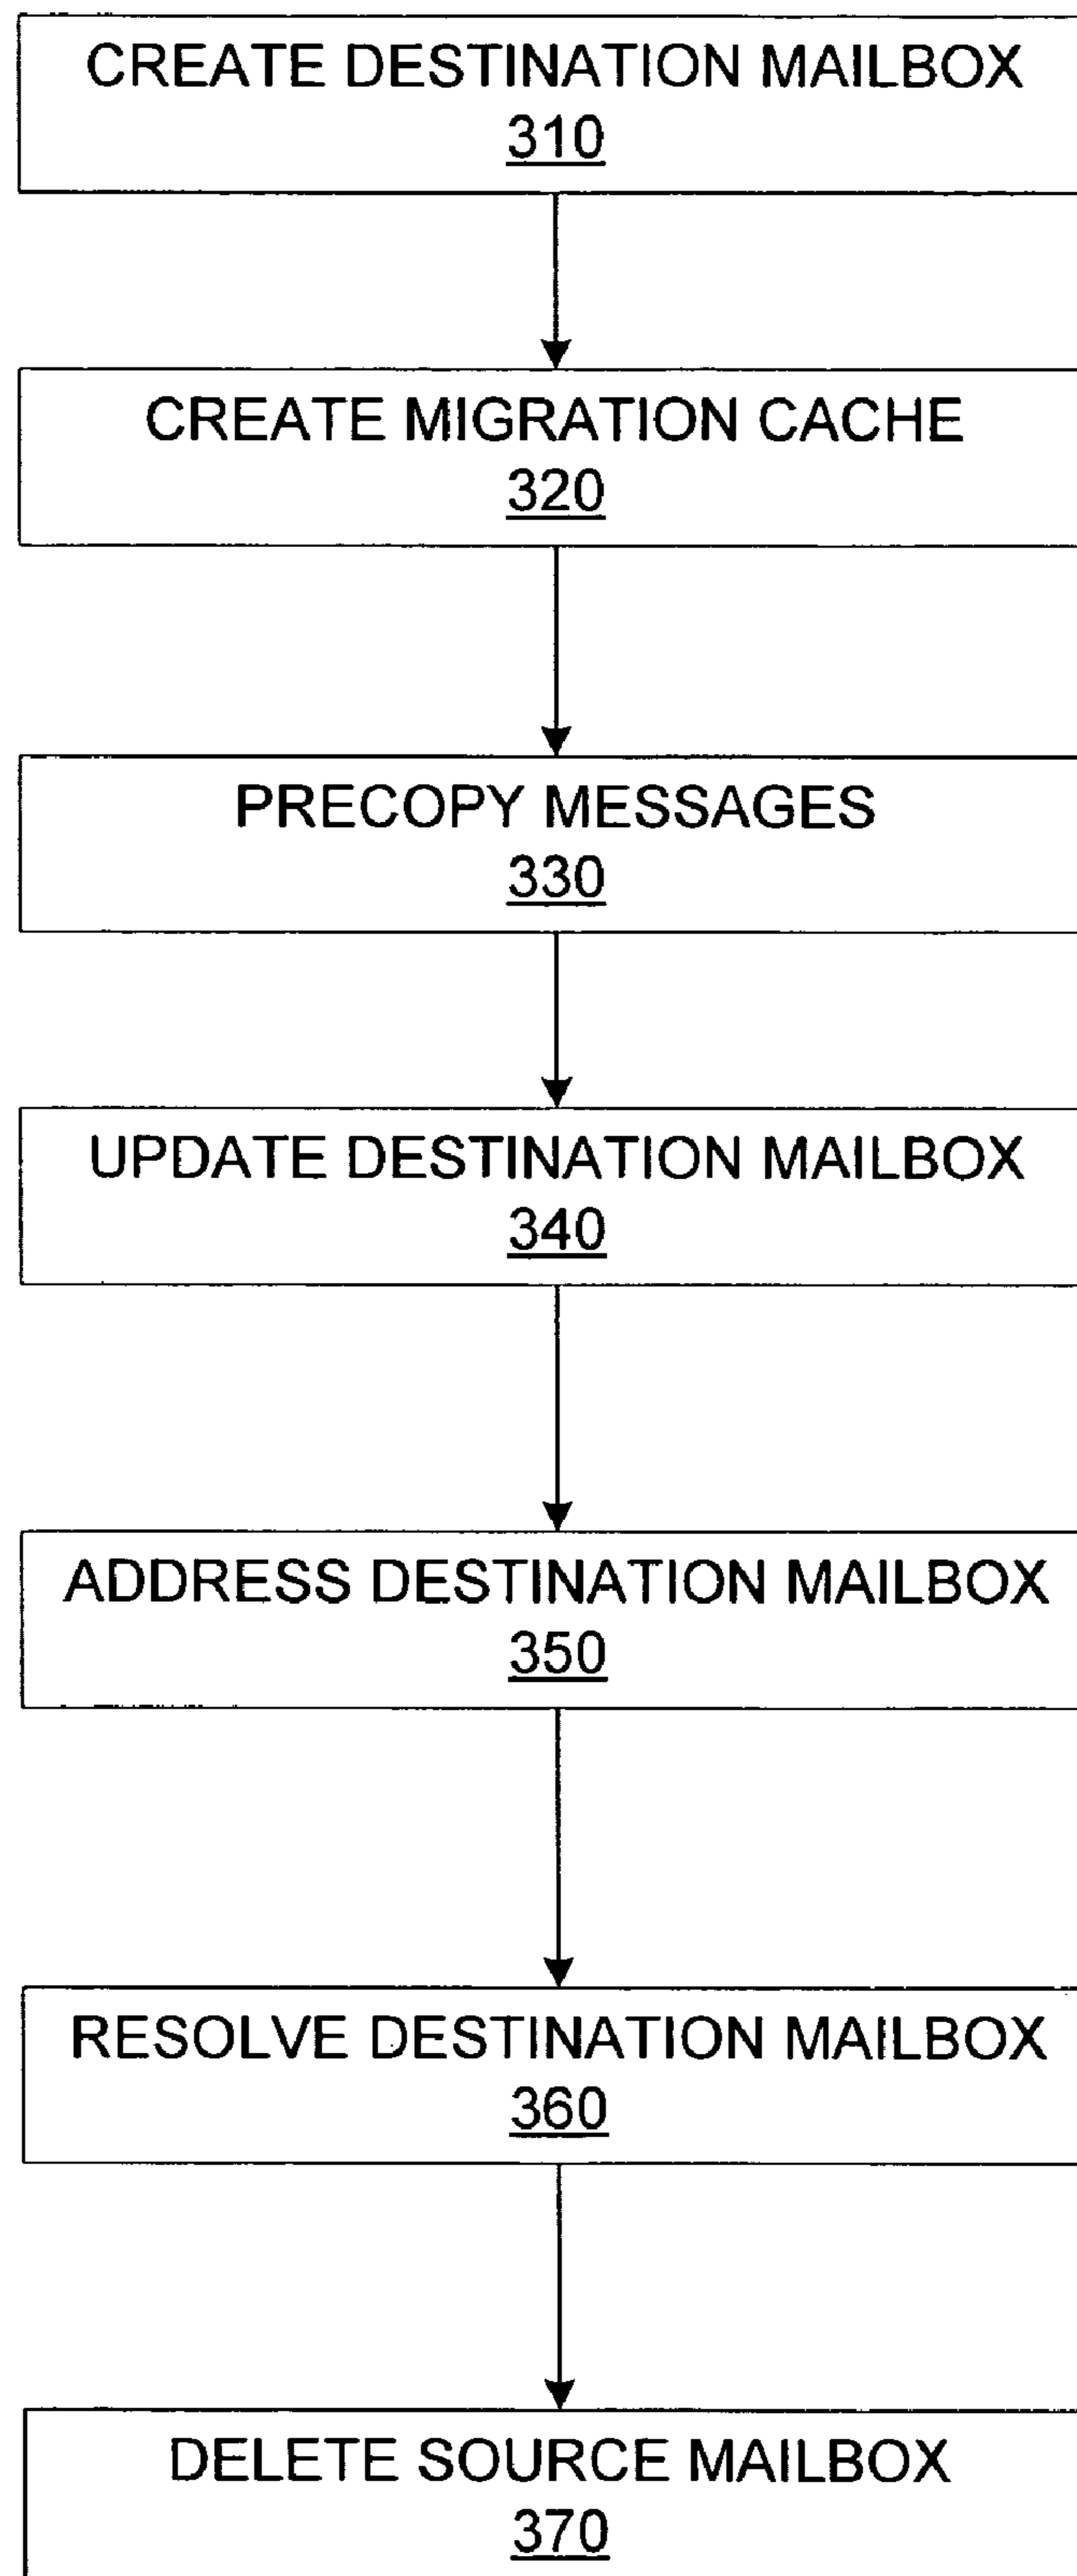 CREATE DESTINATION MAILBOX
310
CREATE MIGRATION CACHE
320
PRECOPY MESSAGES
330
UPDATE DESTINATION MAILBOX
340
ADDRESS DESTINATION MAILBOX
350
RESOLVE DESTINATION MAILBOX
360
DELETE SOURCE MAILBOX
370